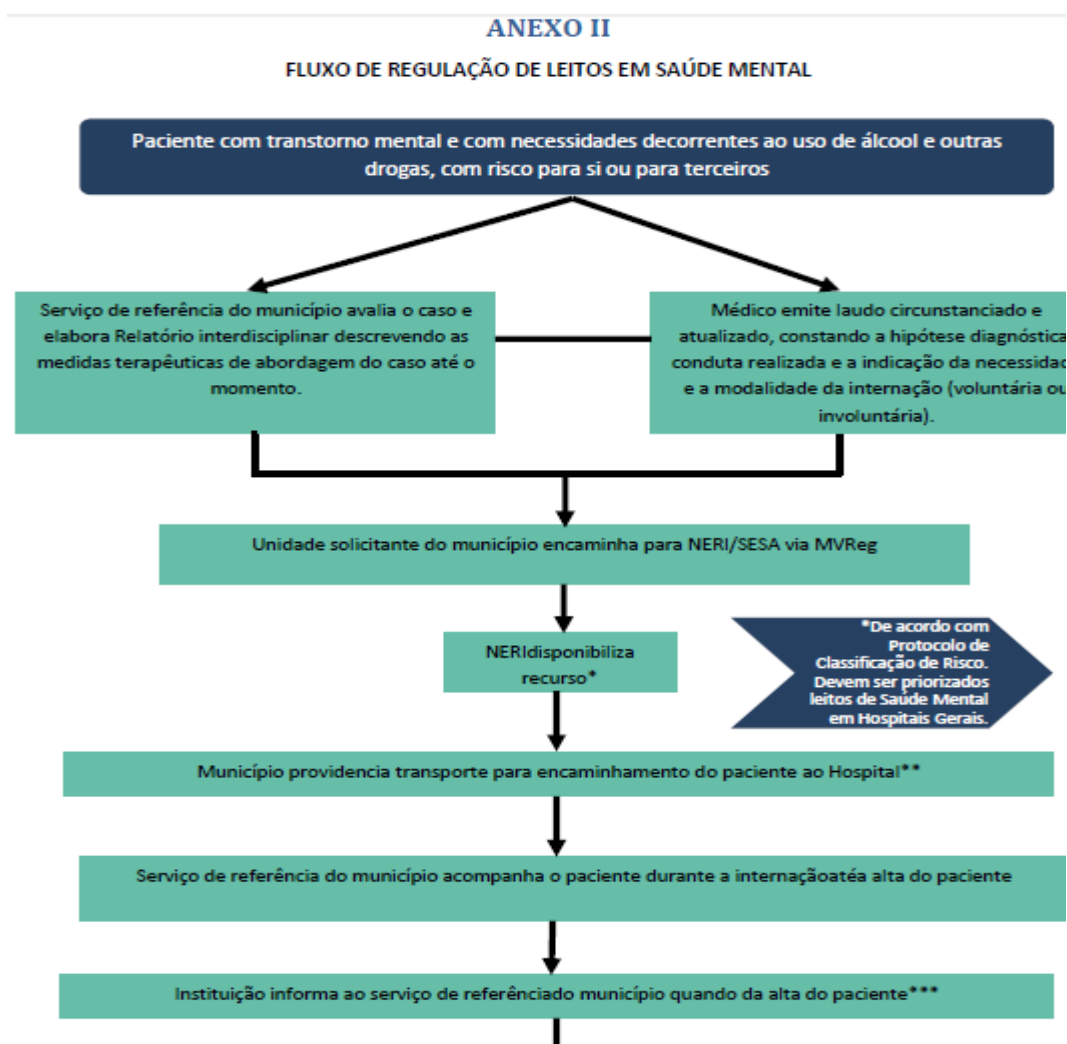 ANEXO II
FLUXO DE REGULAÇÃO DE LEITOS EM SAÚDE MENTAL
Paciente com transtorno mental e com necessidades decorrentes ao uso de álcool e outras
drogas, com risco para si ou para terceiros
Serviço de referência do município avalia o caso e
elabora Relatório interdisciplinar descrevendo as
medidas terapêuticas de abordagem do caso até o
momento.
Médico emite laudo circunstanciado e
atualizado, constando a hipótese diagnóstica
conduta realizada e a indicação da necessidad
e a modalidade da internação (voluntária ou
involuntária).
Unidade solicitante do município encaminha para NERI/SESA via MVReg
NERIdisponibiliza
recurso*
*De acordo com
Protocolo de
Classificação de Risco.
Devem ser priorizados
leitos de Saúde Mental
em Hospitais Gerais.
Município providencia transporte para encaminhamento do paciente ao Hospital**
Serviço de referência do município acompanha o paciente durante a internaçãoatéa alta do paciente
Instituição informa ao serviço de referênciado município quando da alta do paciente***